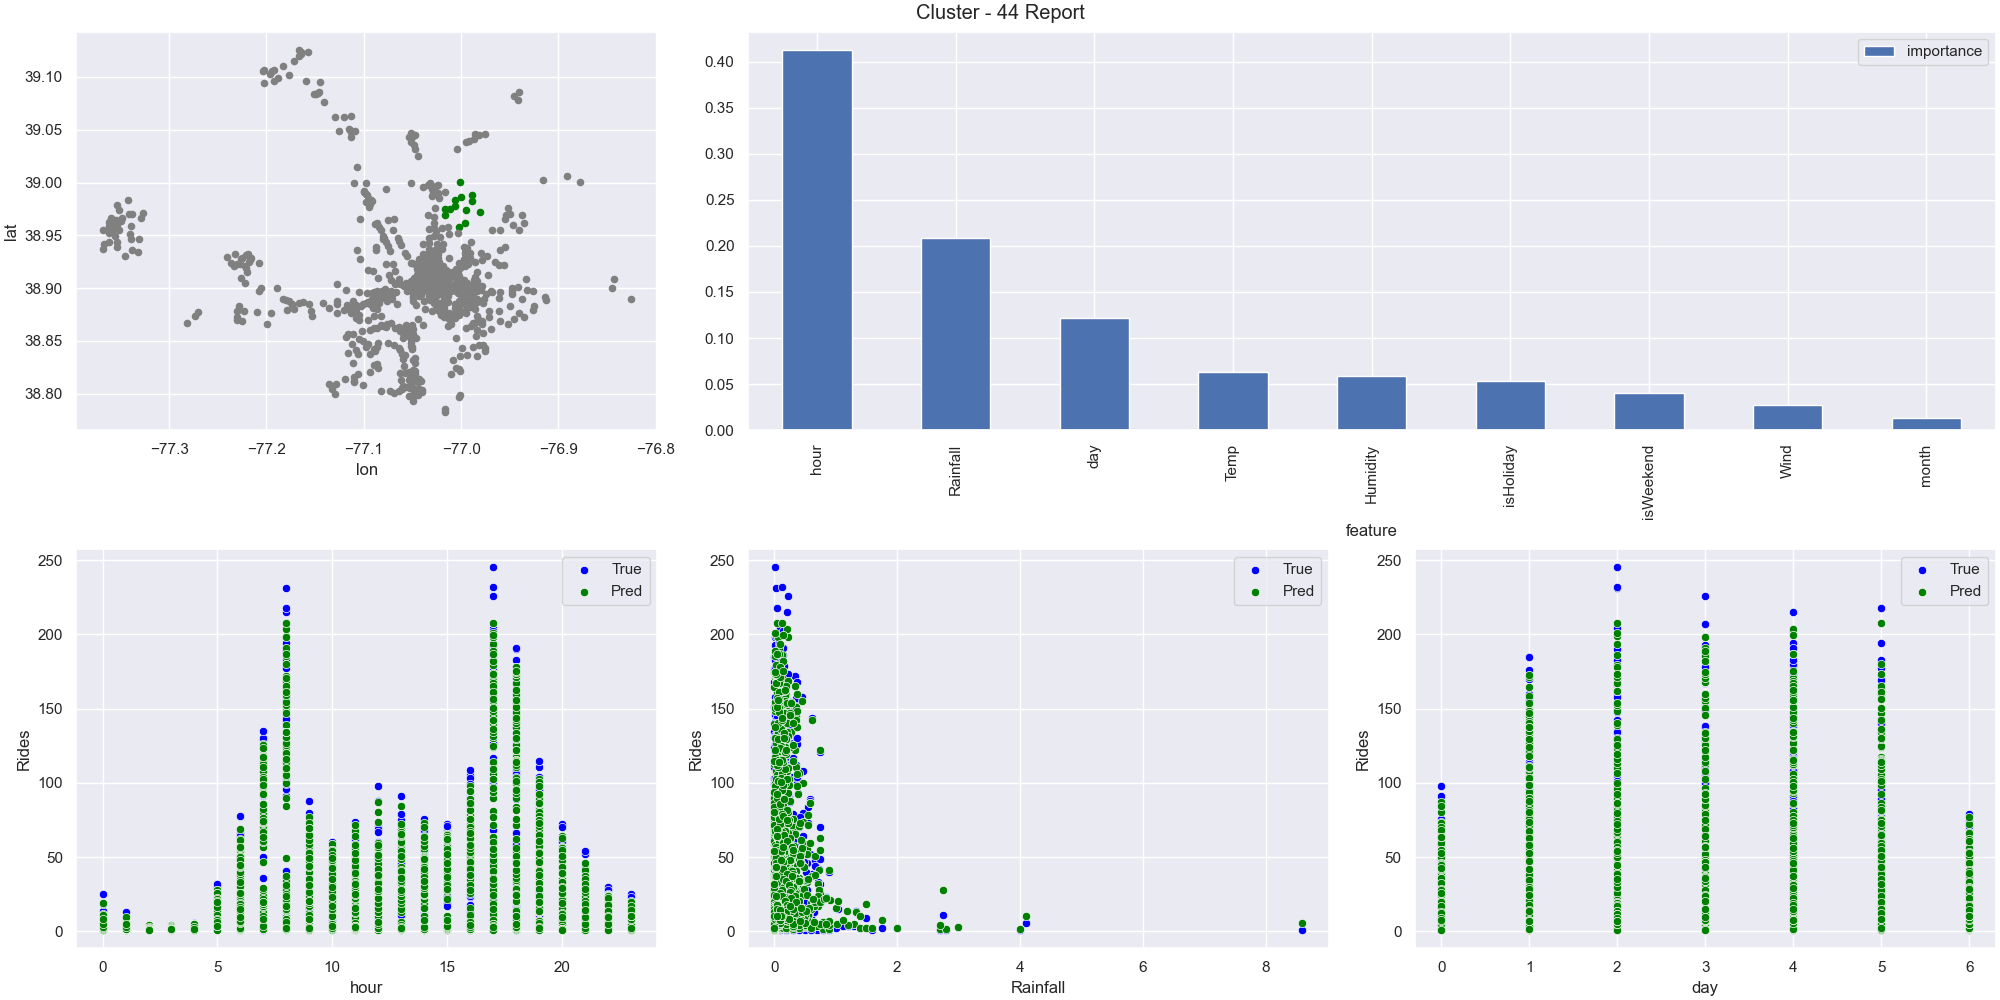 Cluster - 44 Report
39.10
39.05
39.00
38.95
38.90
38.85
38.80
lat
−77.3 −77.2 −77.1 −77.0 −76.9 −76.8
lon
importance
0.40
0.35
0.30
0.25
0.20
0.15
0.10
0.05
0.00
hour Rainfall day Temp Humidity isHoliday isWeekend Wind month
feature
True
Pred
250
200
150
100
50
0
Rides
0 5 10 15 20
hour
True
Pred
250
200
150
100
50
0
Rides
0 2 4 6 8
Rainfall
True
Pred
250
200
150
100
50
0
Rides
0 1 2 3 4 5 6
day